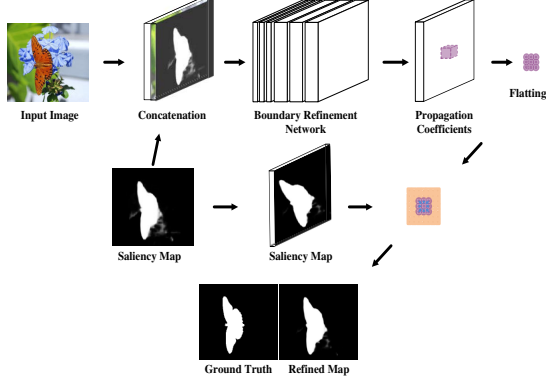 Input Image
Concatenation
Boundary Refinement
Network
Propagation
Coefficients
Flatting
Saliency Map
Saliency Map
Ground Truth
Refined Map